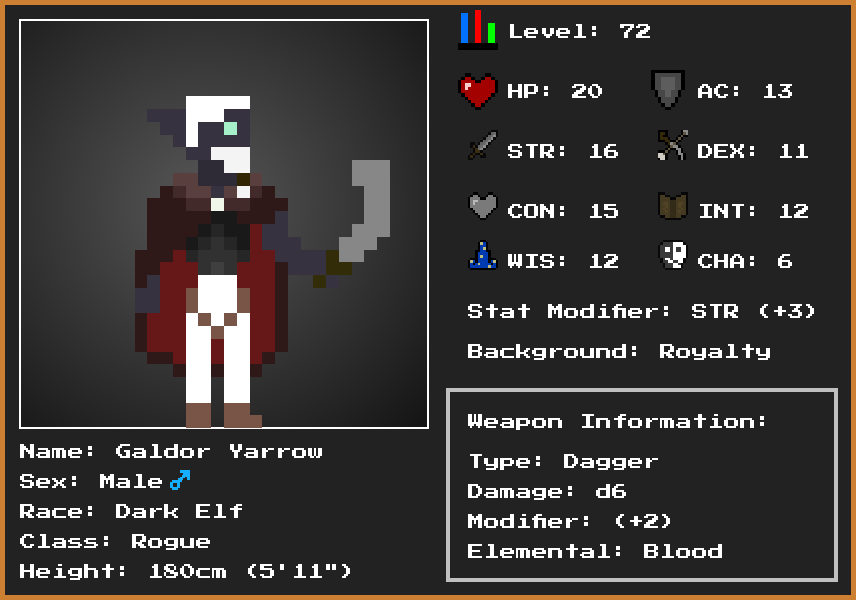 Level: 72
HP: 20 AC: 13
STR: 16 DEX: 11
CON: 15 INT: 12
WIS: 12 CHA: 6
Stat Modifier: STR (+3)
Background: Royalty
Weapon Information:
Type: Dagger
Damage: d6
Modifier: (+2)
Elemental: Blood
Name: Galdor Yarrow
Sex: Male♂
Race: Dark Elf
Class: Rogue
Height: 180cm (5'11")